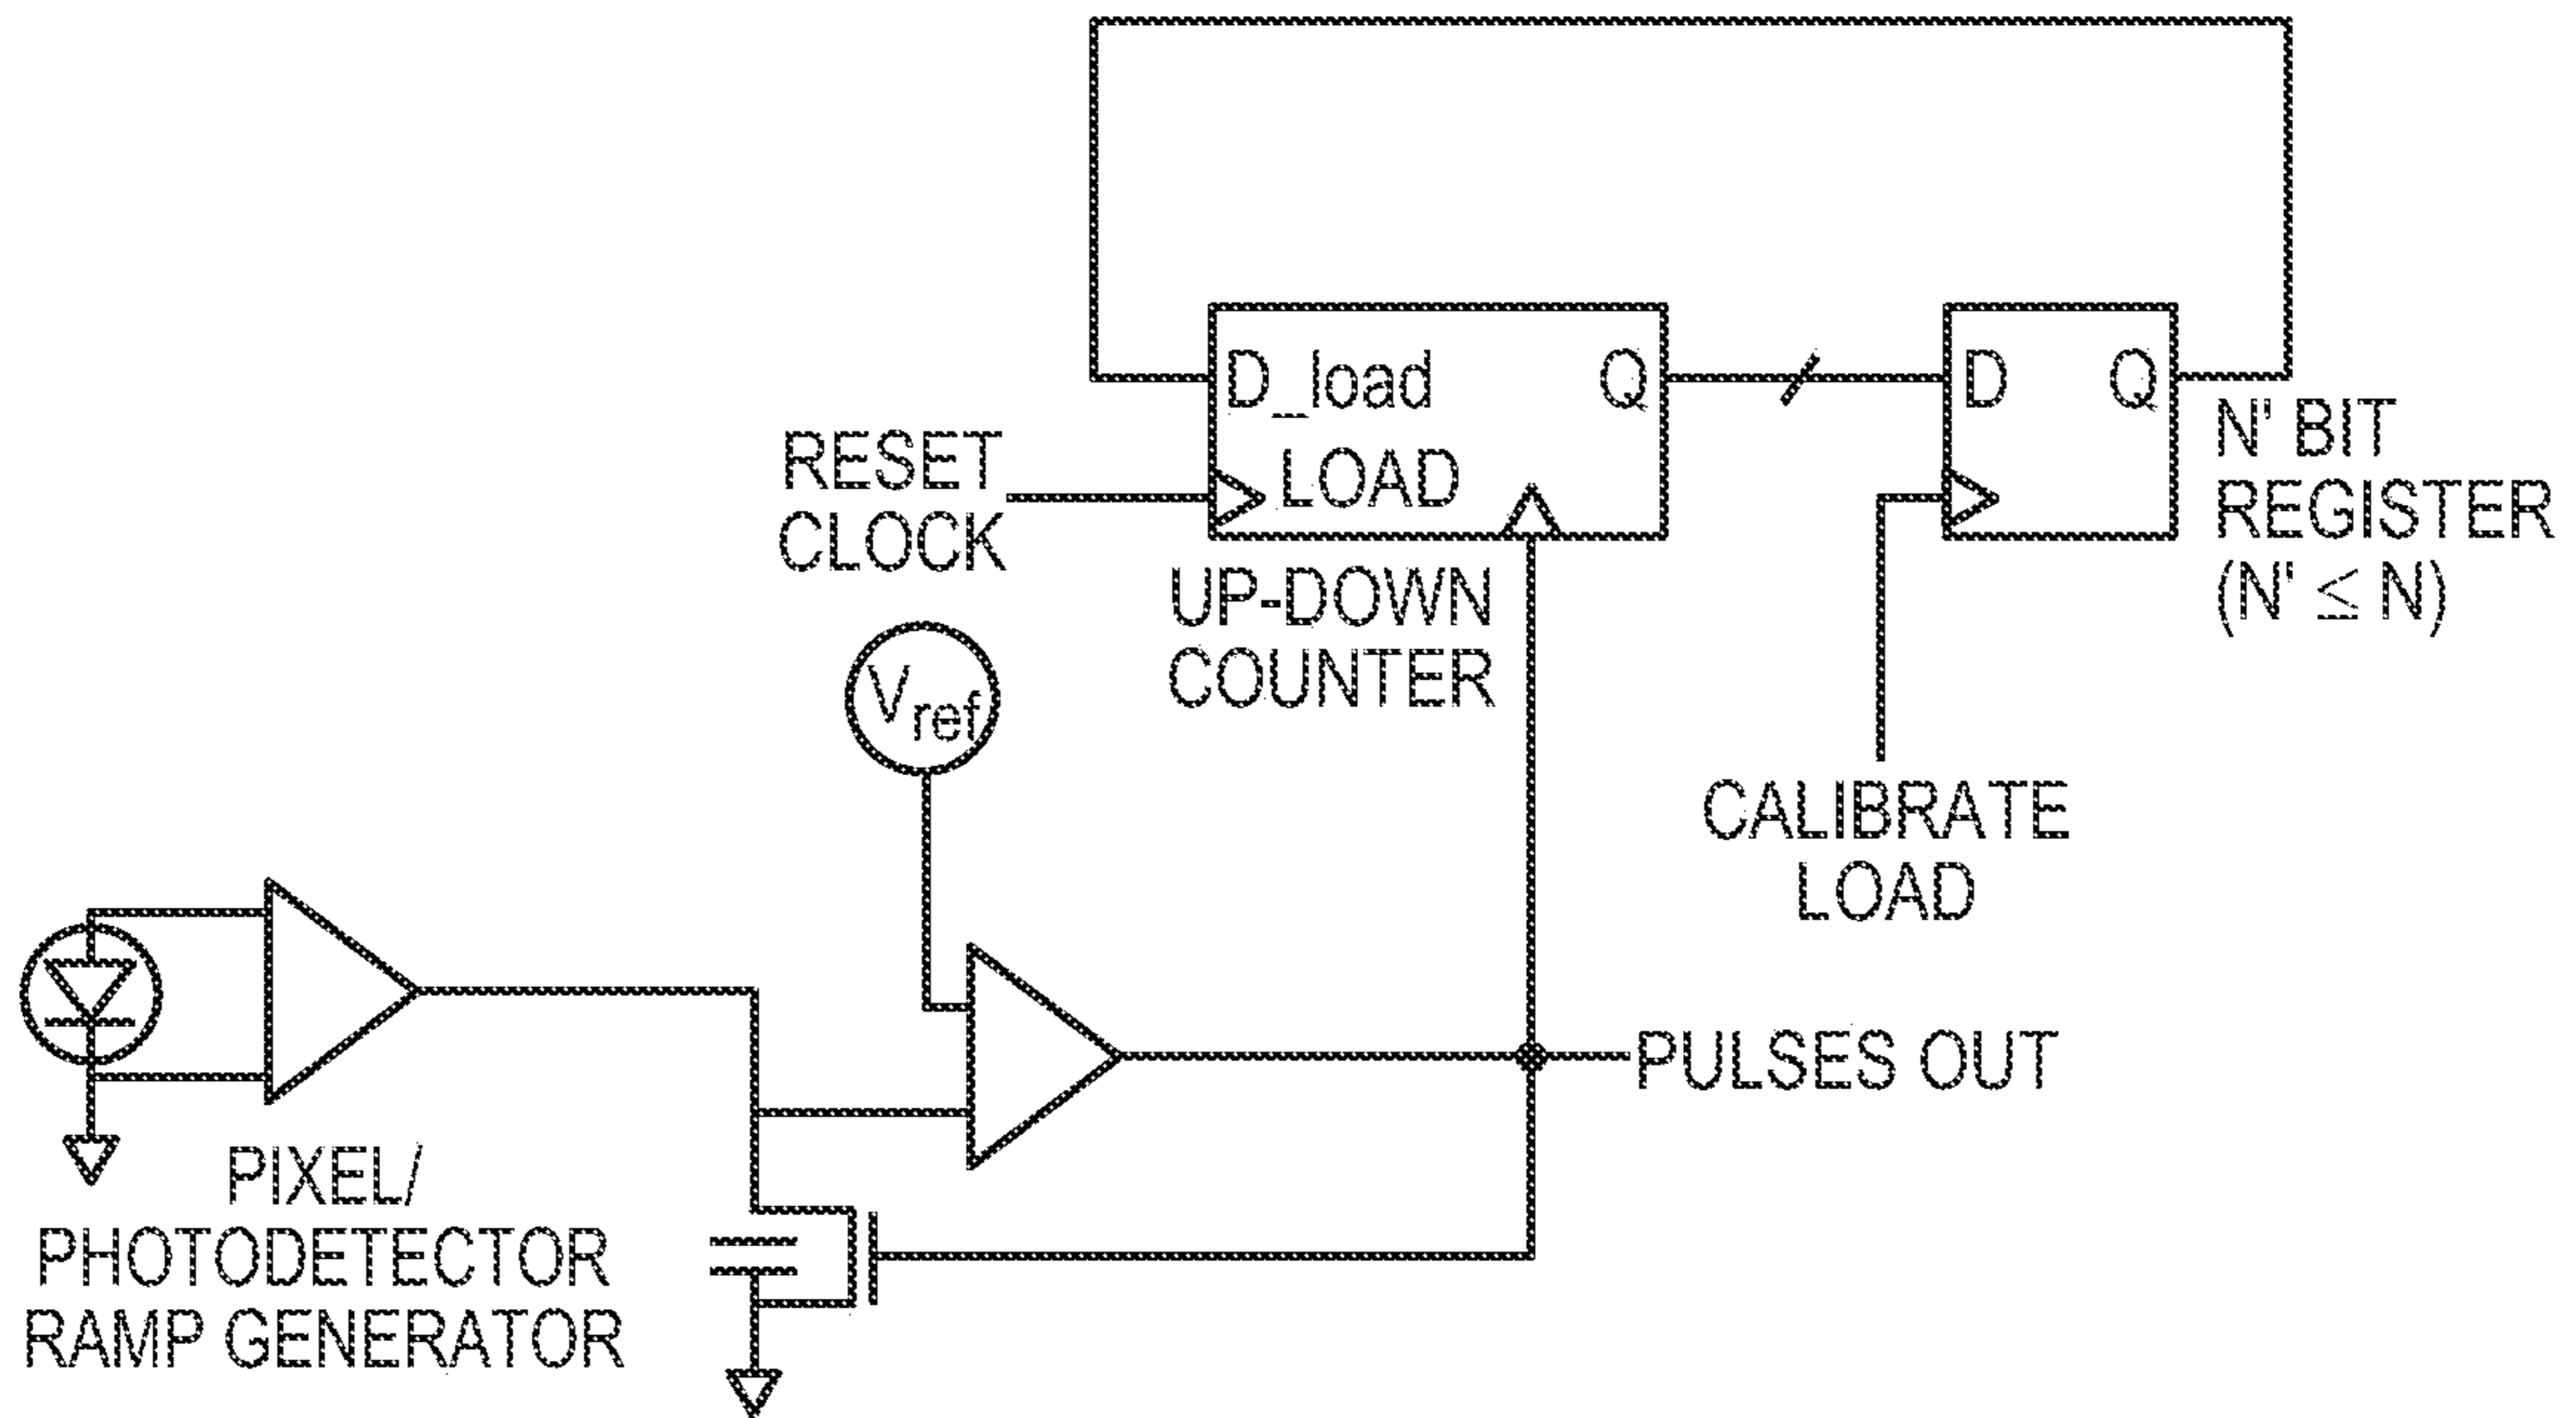 D_load Q
LOAD
RESET
CLOCK
UP-DOWN
COUNTER
D Q
N' BIT
REGISTER
(N' ≤ N)
CALIBRATE
LOAD
Vref
PULSES OUT
PIXEL/
PHOTODETECTOR
RAMP GENERATOR